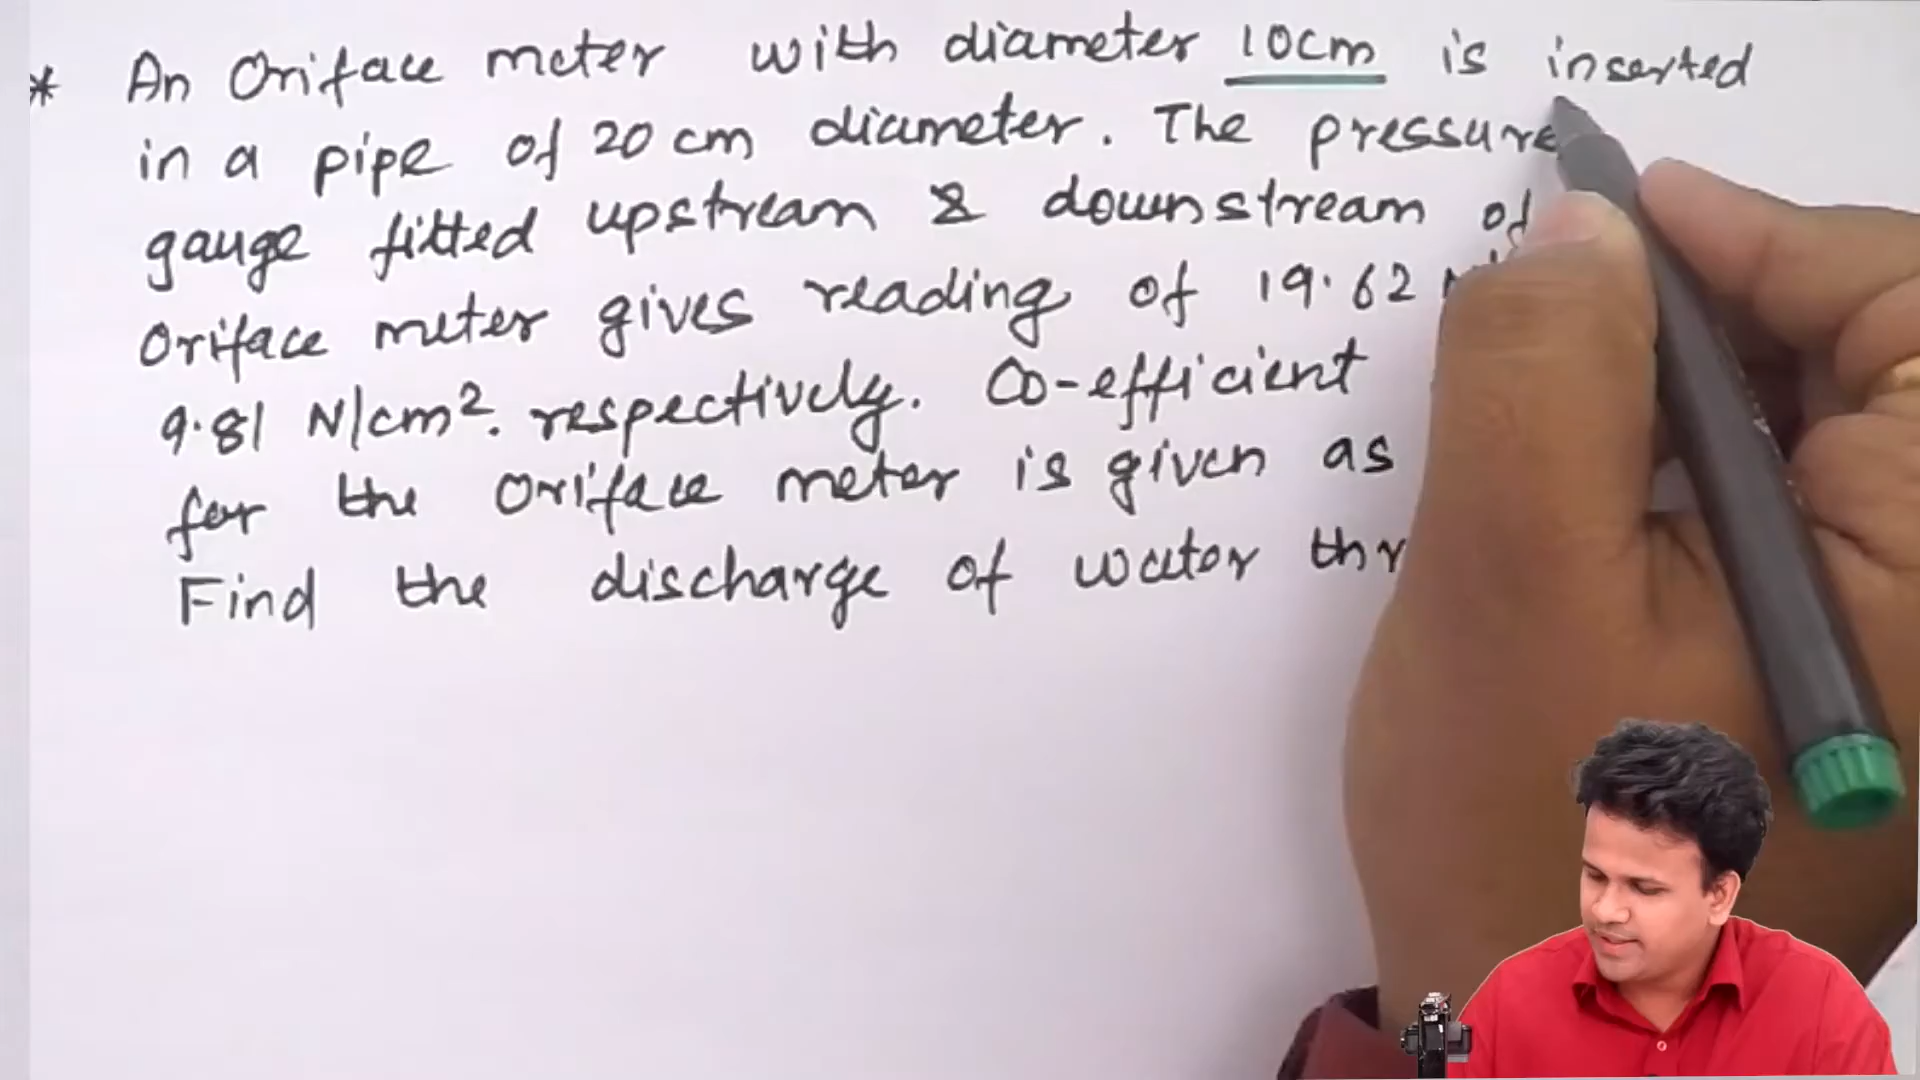 * An Oriface meter with diameter 10cm is inserted
in a pipe of 20 cm diameter. The pressure
gauge fitted upstream & downstream of
Oriface meter gives reading of 19.62
9.81 N/cm². respectively. Co-efficient
for the Oriface meter is given as
Find the discharge of water thr